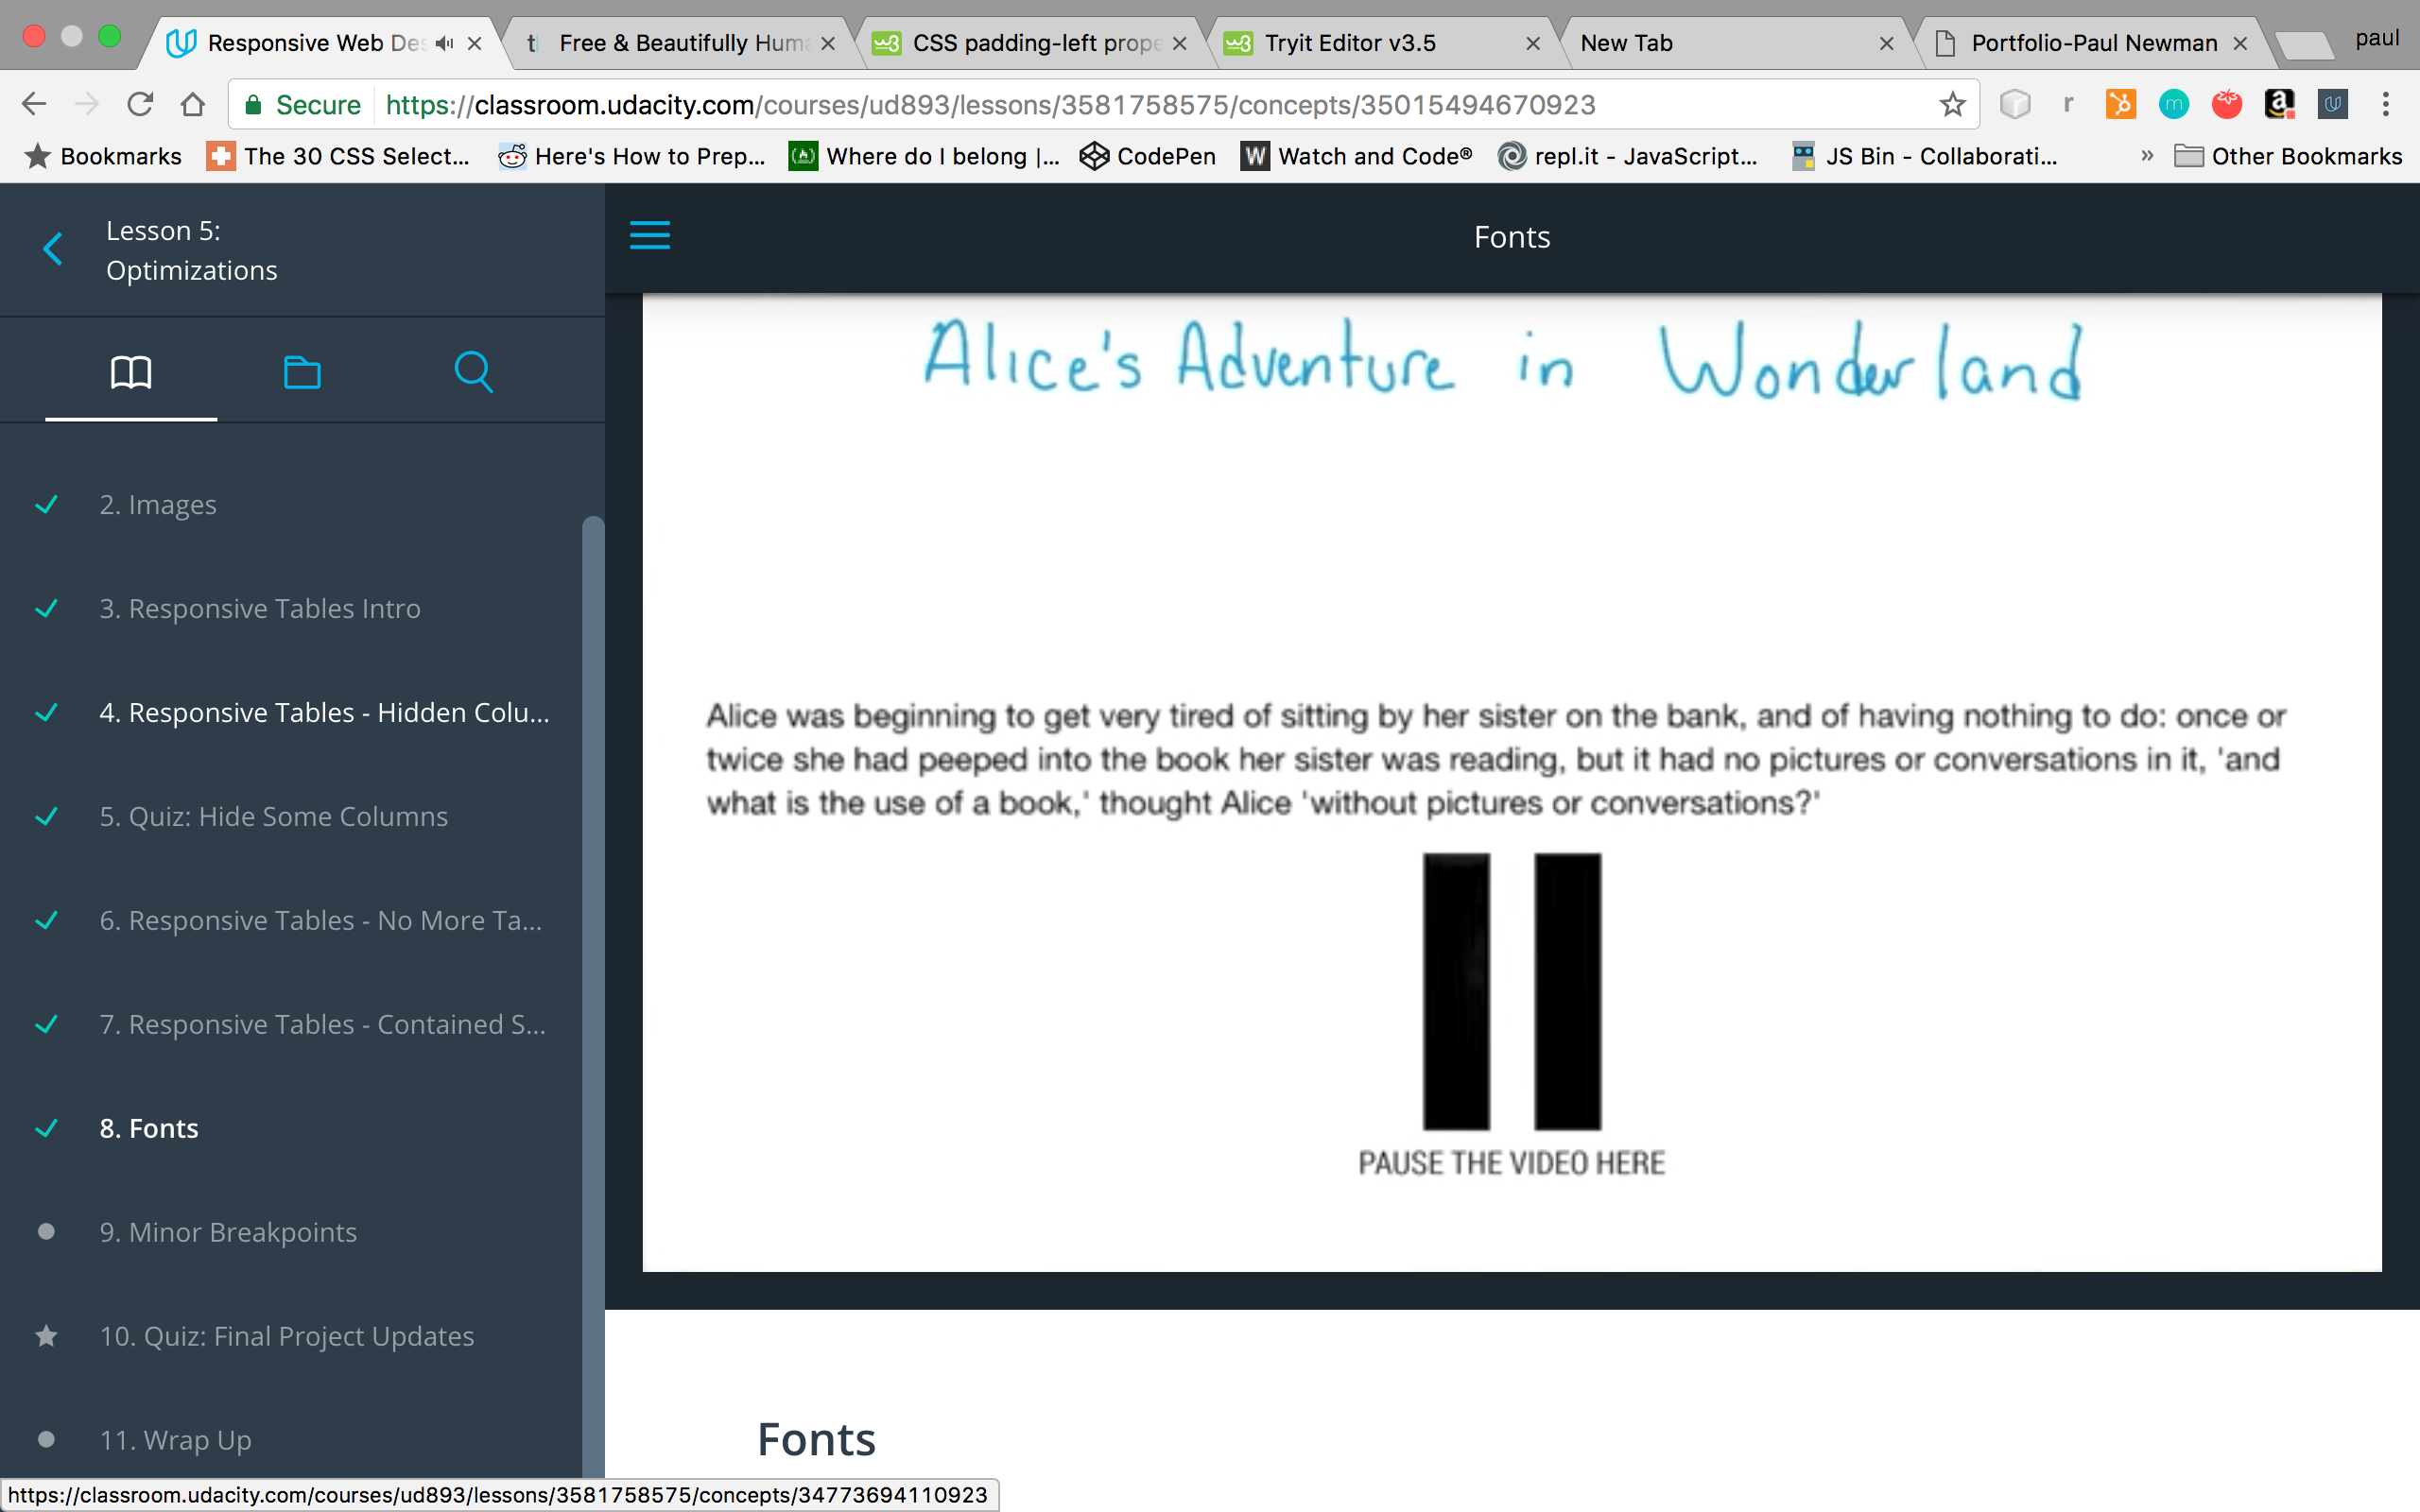 Responsive Web Des
Free & Beautifully Huma
CSS padding-left prope
Tryit Editor v3.5
New Tab
Portfolio-Paul Newman
paul
Secure
https://classroom.udacity.com/courses/ud893/lessons/3581758575/concepts/35015494670923
Bookmarks
The 30 CSS Select...
Here's How to Prep...
Where do I belong |...
CodePen
Watch and Code®
repl.it - JavaScript...
JS Bin - Collaborati...
»
Other Bookmarks
Lesson 5:
Optimizations
2. Images
3. Responsive Tables Intro
4. Responsive Tables - Hidden Colu...
5. Quiz: Hide Some Columns
6. Responsive Tables - No More Ta...
7. Responsive Tables - Contained S...
8. Fonts
9. Minor Breakpoints
10. Quiz: Final Project Updates
11. Wrap Up
https://classroom.udacity.com/courses/ud893/lessons/3581758575/concepts/34773694110923
Fonts
Alice's Adventure in Wonderland
Alice was beginning to get very tired of sitting by her sister on the bank, and of having nothing to do: once or
twice she had peeped into the book her sister was reading, but it had no pictures or conversations in it, 'and
what is the use of a book,' thought Alice 'without pictures or conversations?'
PAUSE THE VIDEO HERE
Fonts